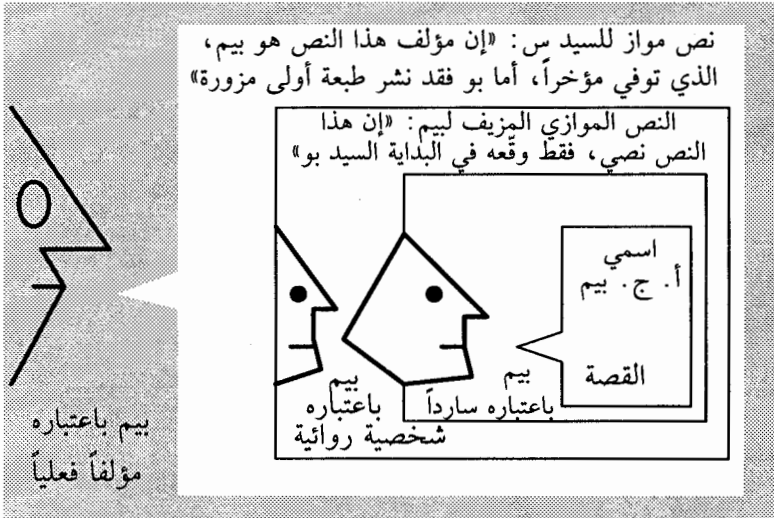 نص مواز للسيد س: «إن مؤلف هذا النص هو بيم،
الذي توفي مؤخراً، أما بو فقد نشر طبعة أولى مزورة»
النص الموازي المزيف لبيم: «إن هذا
النص نصي، فقط وقّعه في البداية السيد بو»
اسمي
أ. ج. بيم
القصة
بيم
باعتباره سارداً
بيم
باعتباره
شخصية روائية
بيم باعتباره
مؤلفاً فعلياً